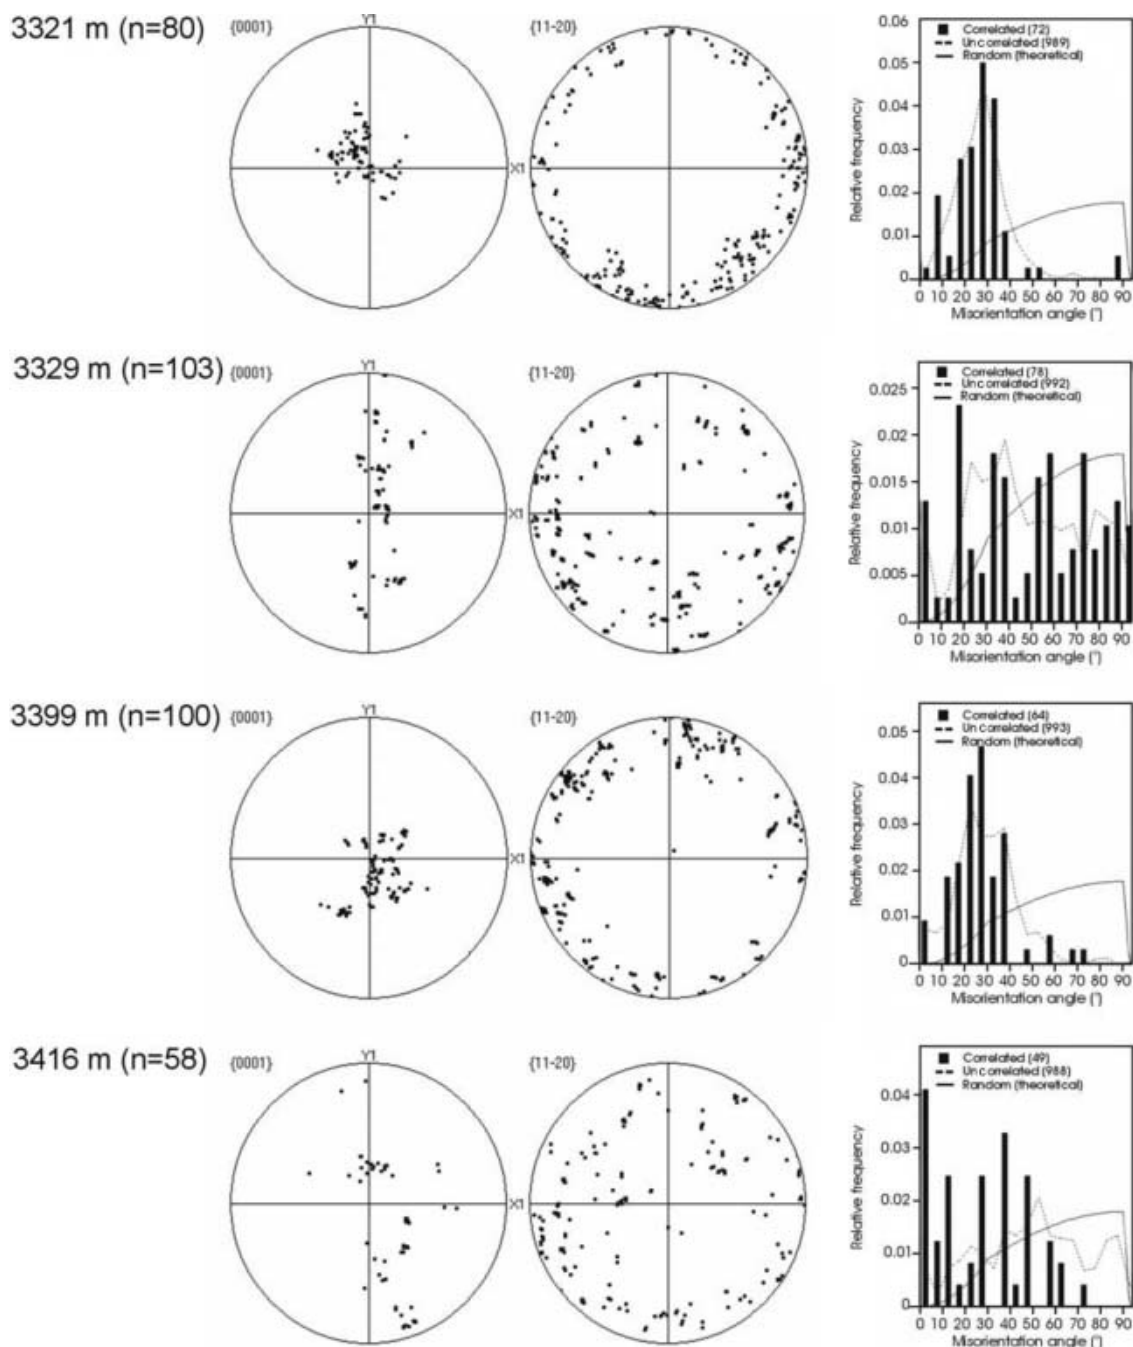 3321 m (n=80)
{0001}
Y1
X1
{11-20}
Correlated (72)
Uncorrelated (989)
Random (theoretical)
Relative frequency
0.06
0.05
0.04
0.03
0.02
0.01
0
0 10 20 30 40 50 60 70 80 90
Misorientation angle (°)
3329 m (n=103)
{0001}
Y1
X1
{11-20}
Correlated (78)
Uncorrelated (992)
Random (theoretical)
Relative frequency
0.025
0.02
0.015
0.01
0.005
0
0 10 20 30 40 50 60 70 80 90
Misorientation angle (°)
3399 m (n=100)
{0001}
Y1
X1
{11-20}
Correlated (64)
Uncorrelated (993)
Random (theoretical)
Relative frequency
0.05
0.04
0.03
0.02
0.01
0
0 10 20 30 40 50 60 70 80 90
Misorientation angle (°)
3416 m (n=58)
{0001}
Y1
X1
{11-20}
Correlated (49)
Uncorrelated (988)
Random (theoretical)
Relative frequency
0.04
0.03
0.02
0.01
0
0 10 20 30 40 50 60 70 80 90
Misorientation angle (°)